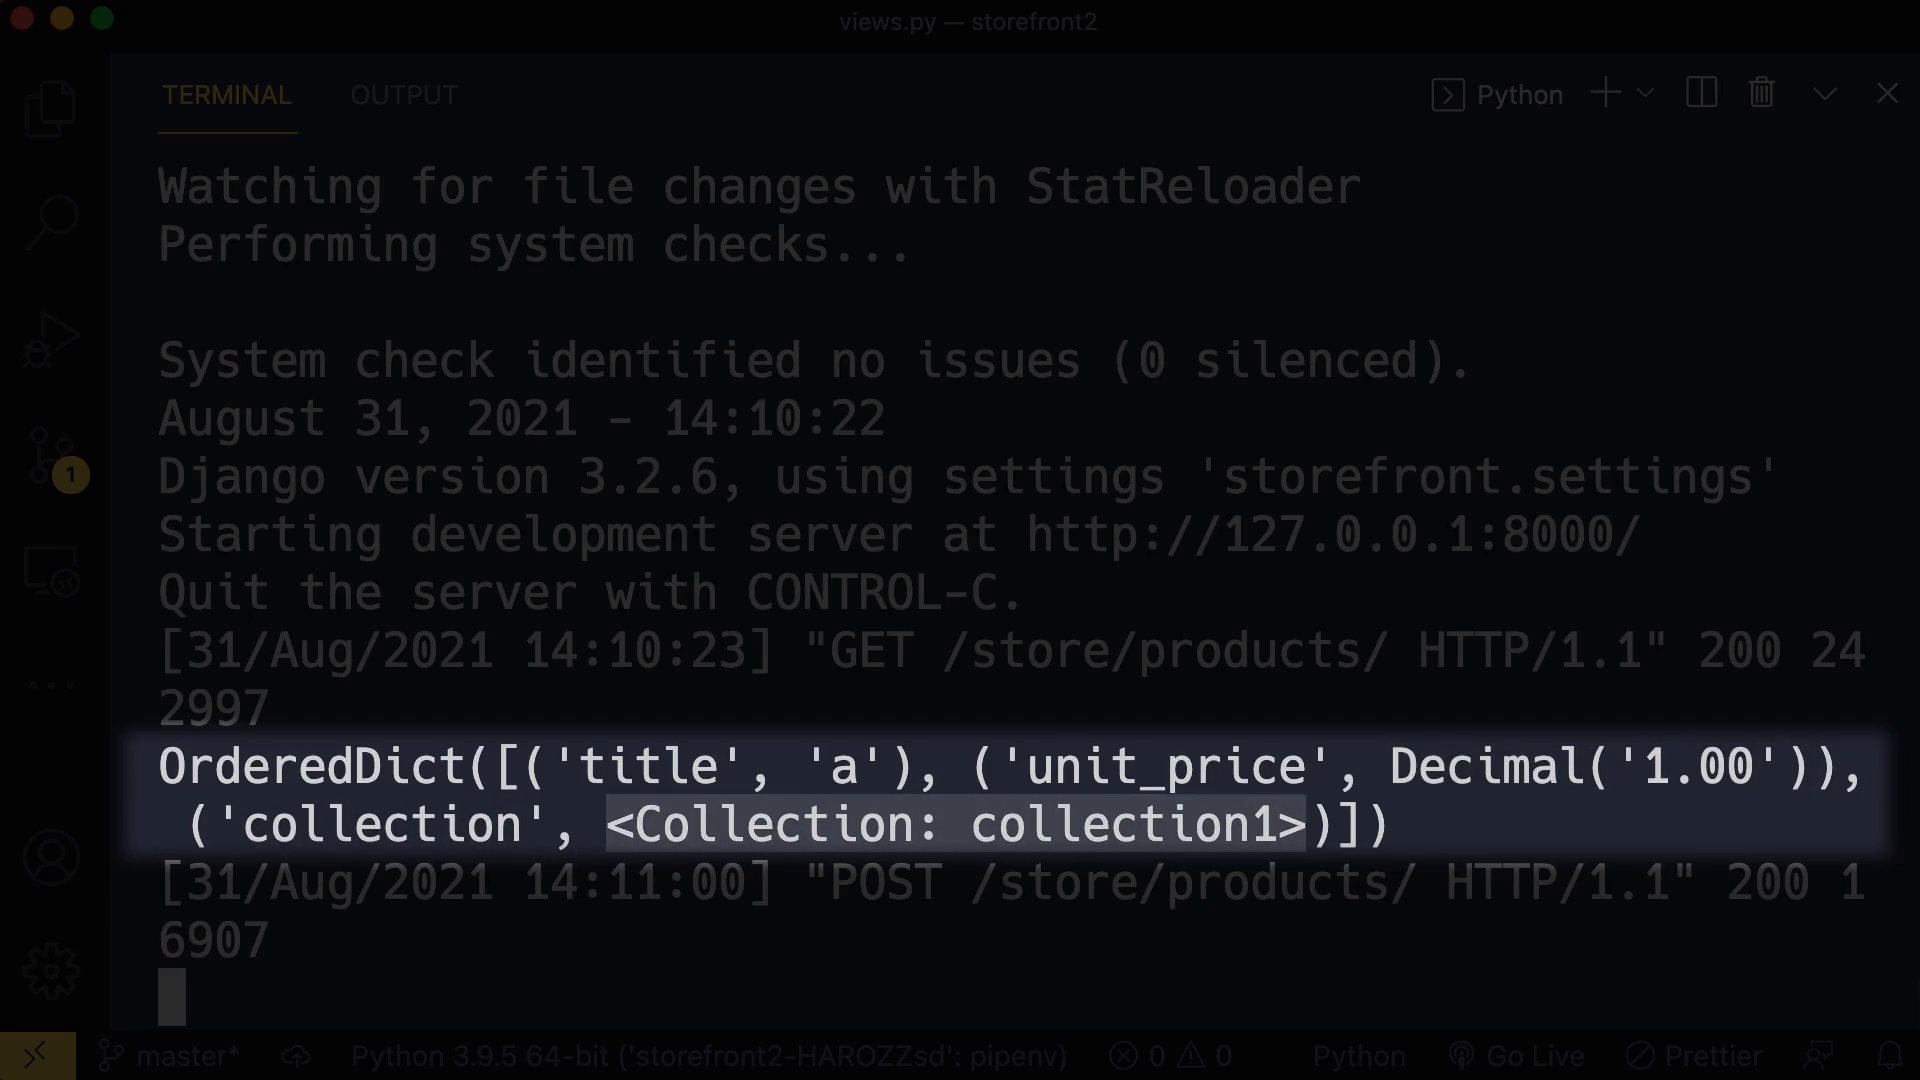 views.py — storefront2
TERMINAL OUTPUT Python
Watching for file changes with StatReloader
Performing system checks...
System check identified no issues (0 silenced).
August 31, 2021 - 14:10:22
Django version 3.2.6, using settings 'storefront.settings'
Starting development server at http://127.0.0.1:8000/
Quit the server with CONTROL-C.
[31/Aug/2021 14:10:23] "GET /store/products/ HTTP/1.1" 200 24
2997
OrderedDict([('title', 'a'), ('unit_price', Decimal('1.00')),
('collection', <Collection: collection1>)])
[31/Aug/2021 14:11:00] "POST /store/products/ HTTP/1.1" 200 1
6907
1
master* Python 3.9.5 64-bit ('storefront2-HAROZZsd': pipenv) 0 0 Python Go Live Prettier